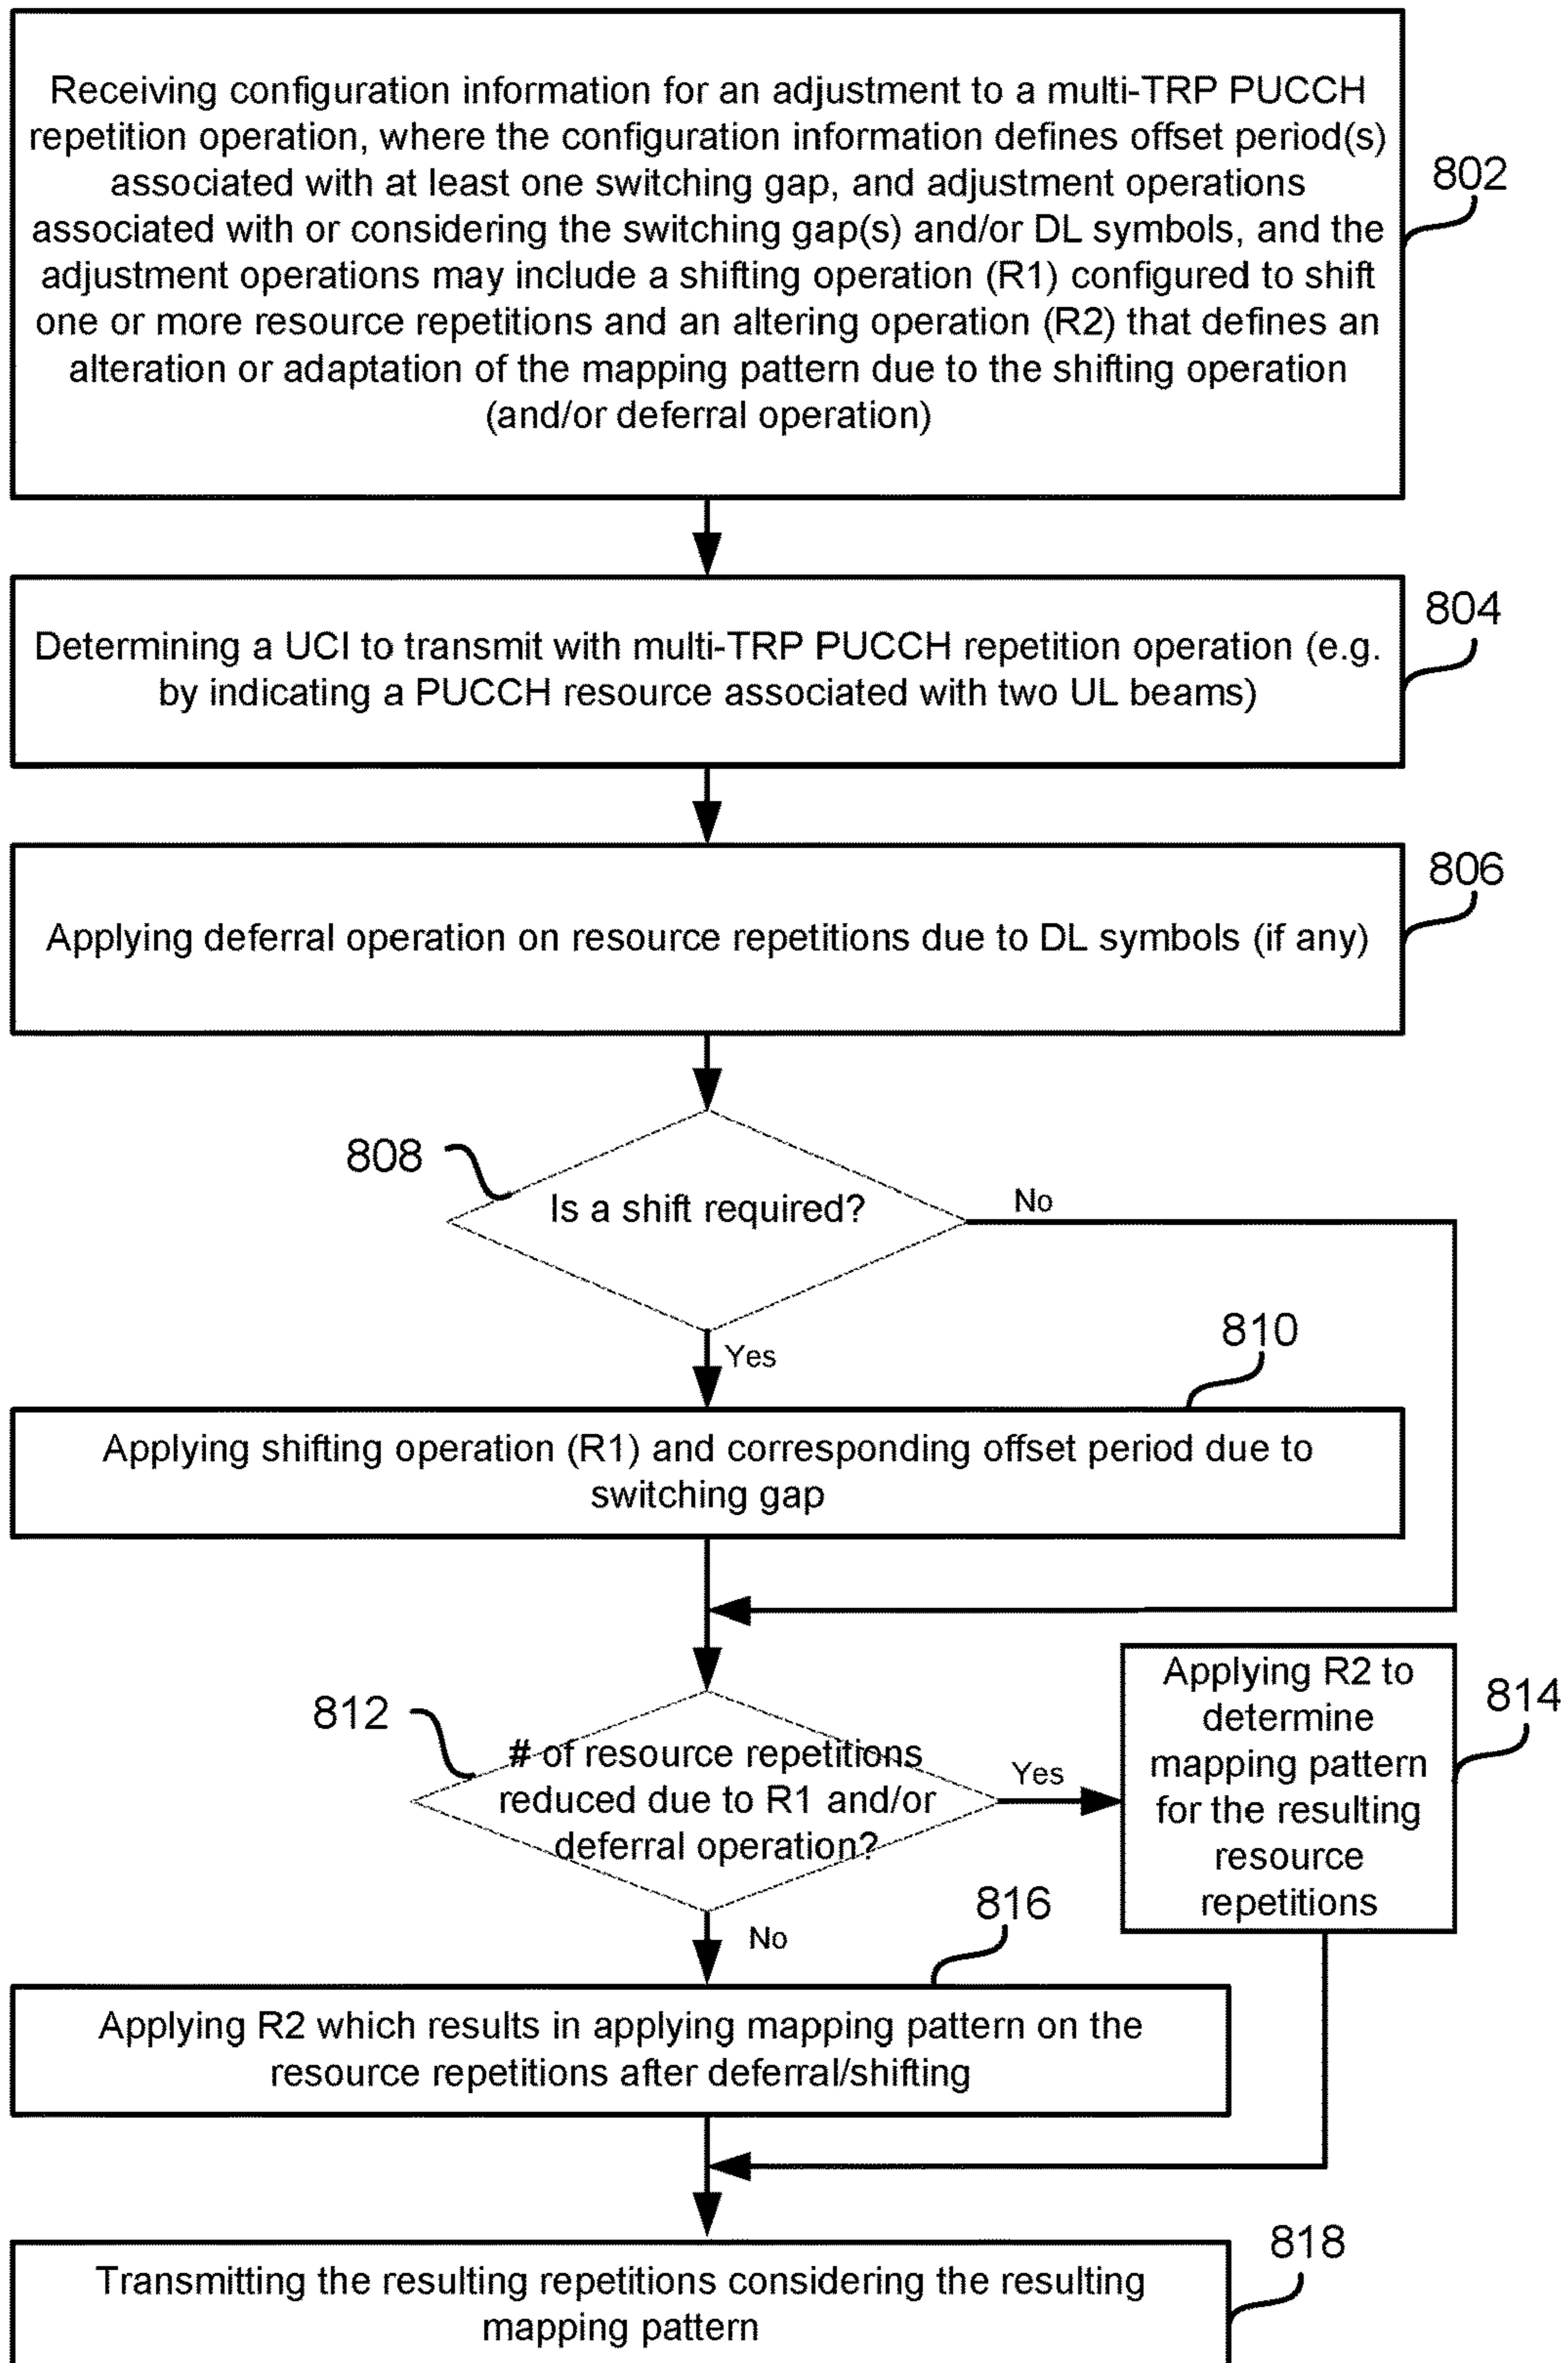 Receiving configuration information for an adjustment to a multi-TRP PUCCH
repetition operation, where the configuration information defines offset period(s)
associated with at least one switching gap, and adjustment operations
associated with or considering the switching gap(s) and/or DL symbols, and the
adjustment operations may include a shifting operation (R1) configured to shift
one or more resource repetitions and an altering operation (R2) that defines an
alteration or adaptation of the mapping pattern due to the shifting operation
(and/or deferral operation)
802
804
Determining a UCI to transmit with multi-TRP PUCCH repetition operation (e.g.
by indicating a PUCCH resource associated with two UL beams)
806
Applying deferral operation on resource repetitions due to DL symbols (if any)
808
Is a shift required?
No
Yes
810
Applying shifting operation (R1) and corresponding offset period due to
switching gap
812
# of resource repetitions
reduced due to R1 and/or
deferral operation?
Yes
No
Applying R2 to
determine
mapping pattern
for the resulting
resource
repetitions
814
816
Applying R2 which results in applying mapping pattern on the
resource repetitions after deferral/shifting
818
Transmitting the resulting repetitions considering the resulting
mapping pattern